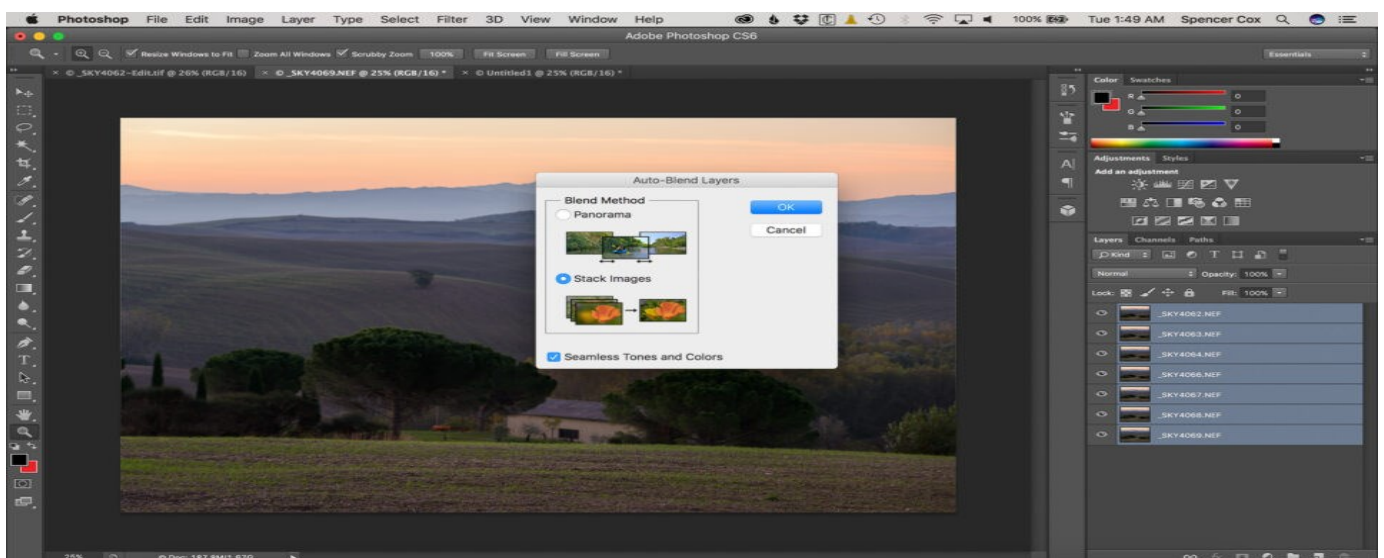 Photoshop File Edit Image Layer Type Select Filter 3D View Window Help 100% Tue 1:49 AM Spencer Cox
Adobe Photoshop CS6
Resize Windows to Fit Zoom All Windows Scrubby Zoom 100% Fit Screen Fill Screen Essentials
× © _SKY4062-Edit.tif @ 26% (RGB/16) × © _SKY4069.NEF @ 25% (RGB/16) * × © Untitled1 @ 25% (RGB/16) *
Color Swatches
R 0
G 0
B 0
Adjustments Styles
Add an adjustment
Auto-Blend Layers
Blend Method
Panorama
OK
Cancel
Stack Images
Seamless Tones and Colors
Layers Channels Paths
Kind
Normal Opacity: 100%
Lock: Fill: 100%
_SKY4062.NEF
_SKY4063.NEF
_SKY4064.NEF
_SKY4066.NEF
_SKY4067.NEF
_SKY4068.NEF
_SKY4069.NEF
25%